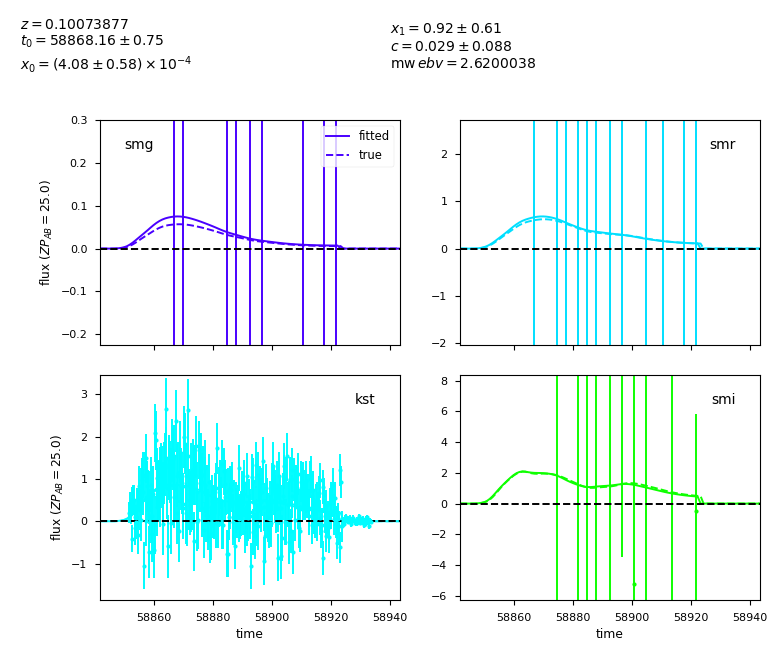 z = 0.10073877
t₀ = 58868.16 ± 0.75
x₀ = (4.08 ± 0.58) × 10⁻⁴
x₁ = 0.92 ± 0.61
c = 0.029 ± 0.088
mw ebv = 2.6200038
smg
fitted
true
0.3
0.2
0.1
0.0
−0.1
−0.2
flux (ZP_AB = 25.0)
smr
2
1
0
−1
−2
kst
3
2
1
0
−1
flux (ZP_AB = 25.0)
58860 58880 58900 58920 58940
time
smi
8
6
4
2
0
−2
−4
−6
58860 58880 58900 58920 58940
time